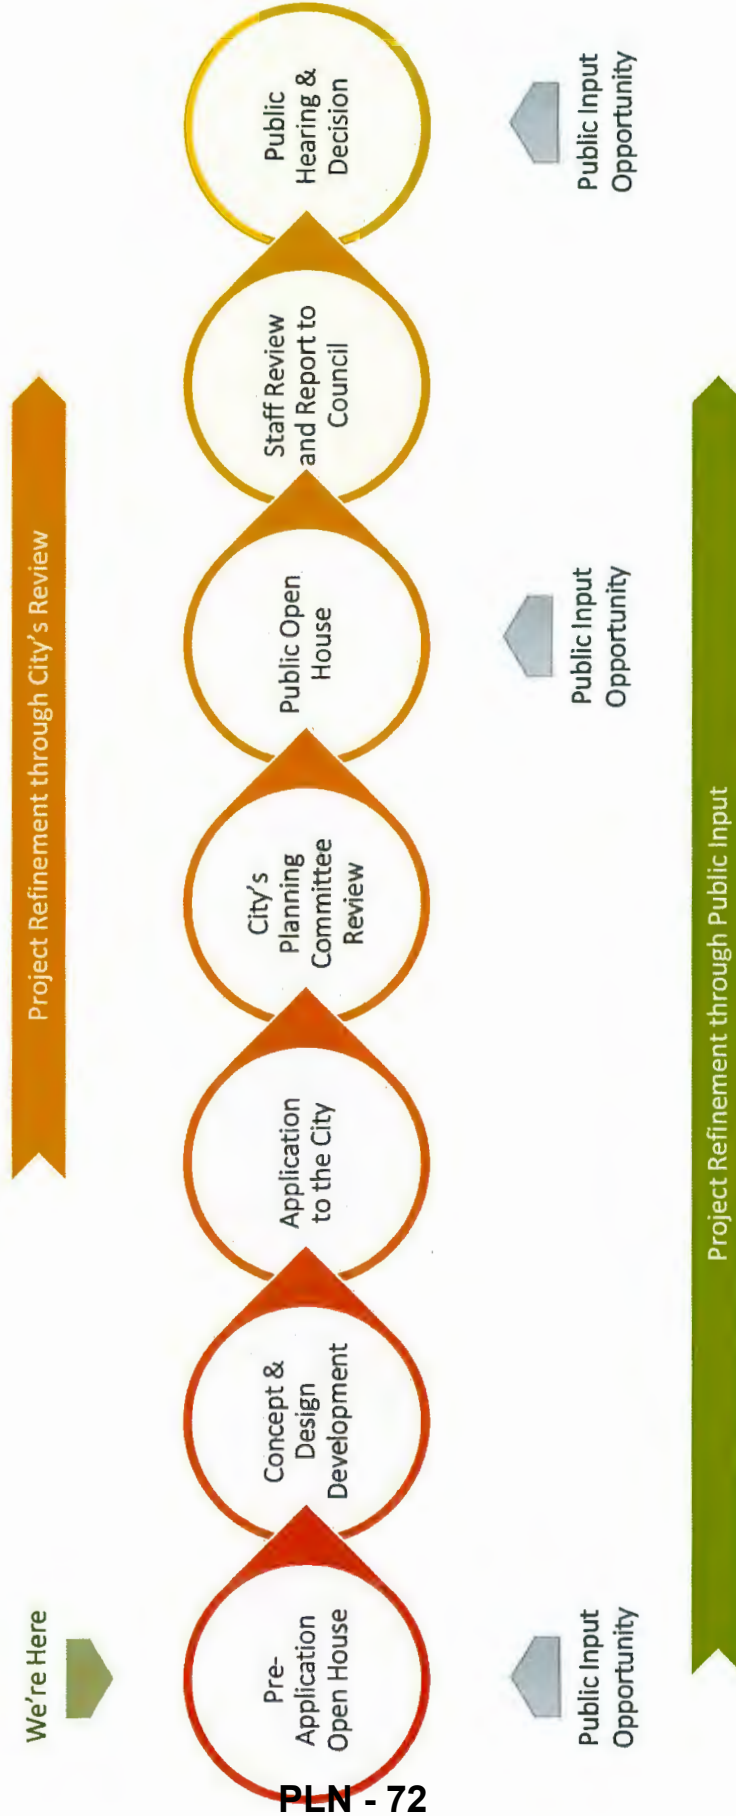 We're Here
Project Refinement through City's Review
Pre-
Application
Open House
Concept &
Design
Development
Application
to the City
City's
Planning
Committee
Review
Public Open
House
Staff Review
and Report to
Council
Public
Hearing &
Decision
Public Input
Opportunity
Public Input
Opportunity
Public Input
Opportunity
Project Refinement through Public Input
PLN - 72